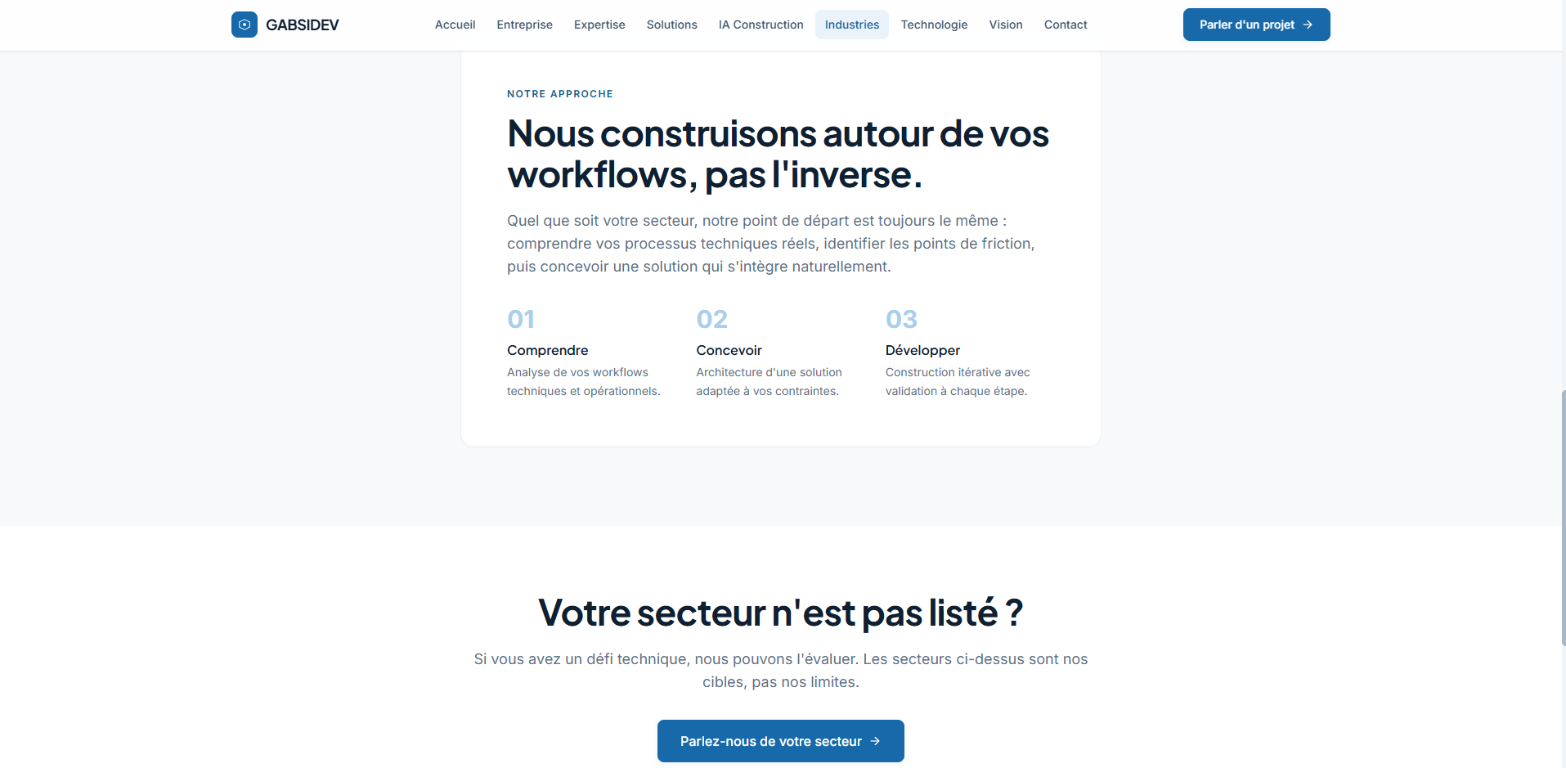 GABSIDEV
Accueil
Entreprise
Expertise
Solutions
IA Construction
Industries
Technologie
Vision
Contact
Parler d'un projet →
NOTRE APPROCHE
Nous construisons autour de vos
workflows, pas l'inverse.
Quel que soit votre secteur, notre point de départ est toujours le même :
comprendre vos processus techniques réels, identifier les points de friction,
puis concevoir une solution qui s'intègre naturellement.
01
Comprendre
Analyse de vos workflows
techniques et opérationnels.
02
Concevoir
Architecture d'une solution
adaptée à vos contraintes.
03
Développer
Construction itérative avec
validation à chaque étape.
Votre secteur n'est pas listé ?
Si vous avez un défi technique, nous pouvons l'évaluer. Les secteurs ci-dessus sont nos
cibles, pas nos limites.
Parlez-nous de votre secteur →